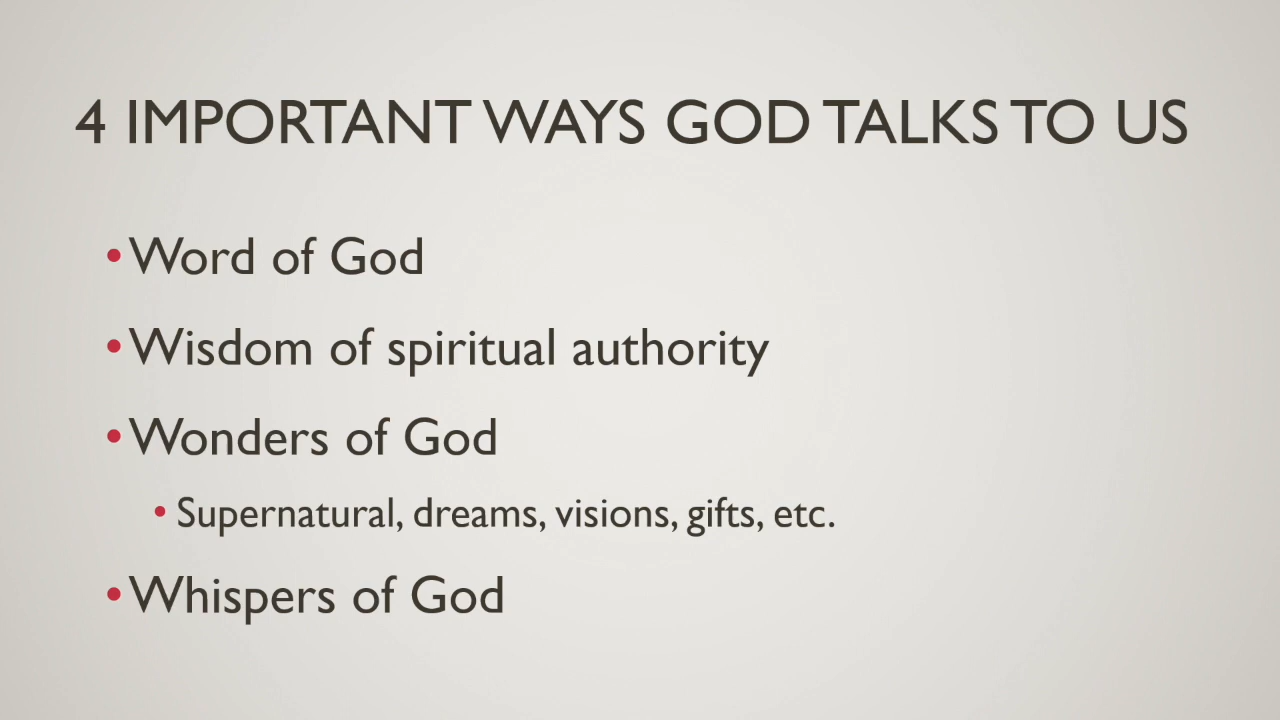 4 IMPORTANT WAYS GOD TALKS TO US
• Word of God
• Wisdom of spiritual authority
• Wonders of God
• Supernatural, dreams, visions, gifts, etc.
• Whispers of God